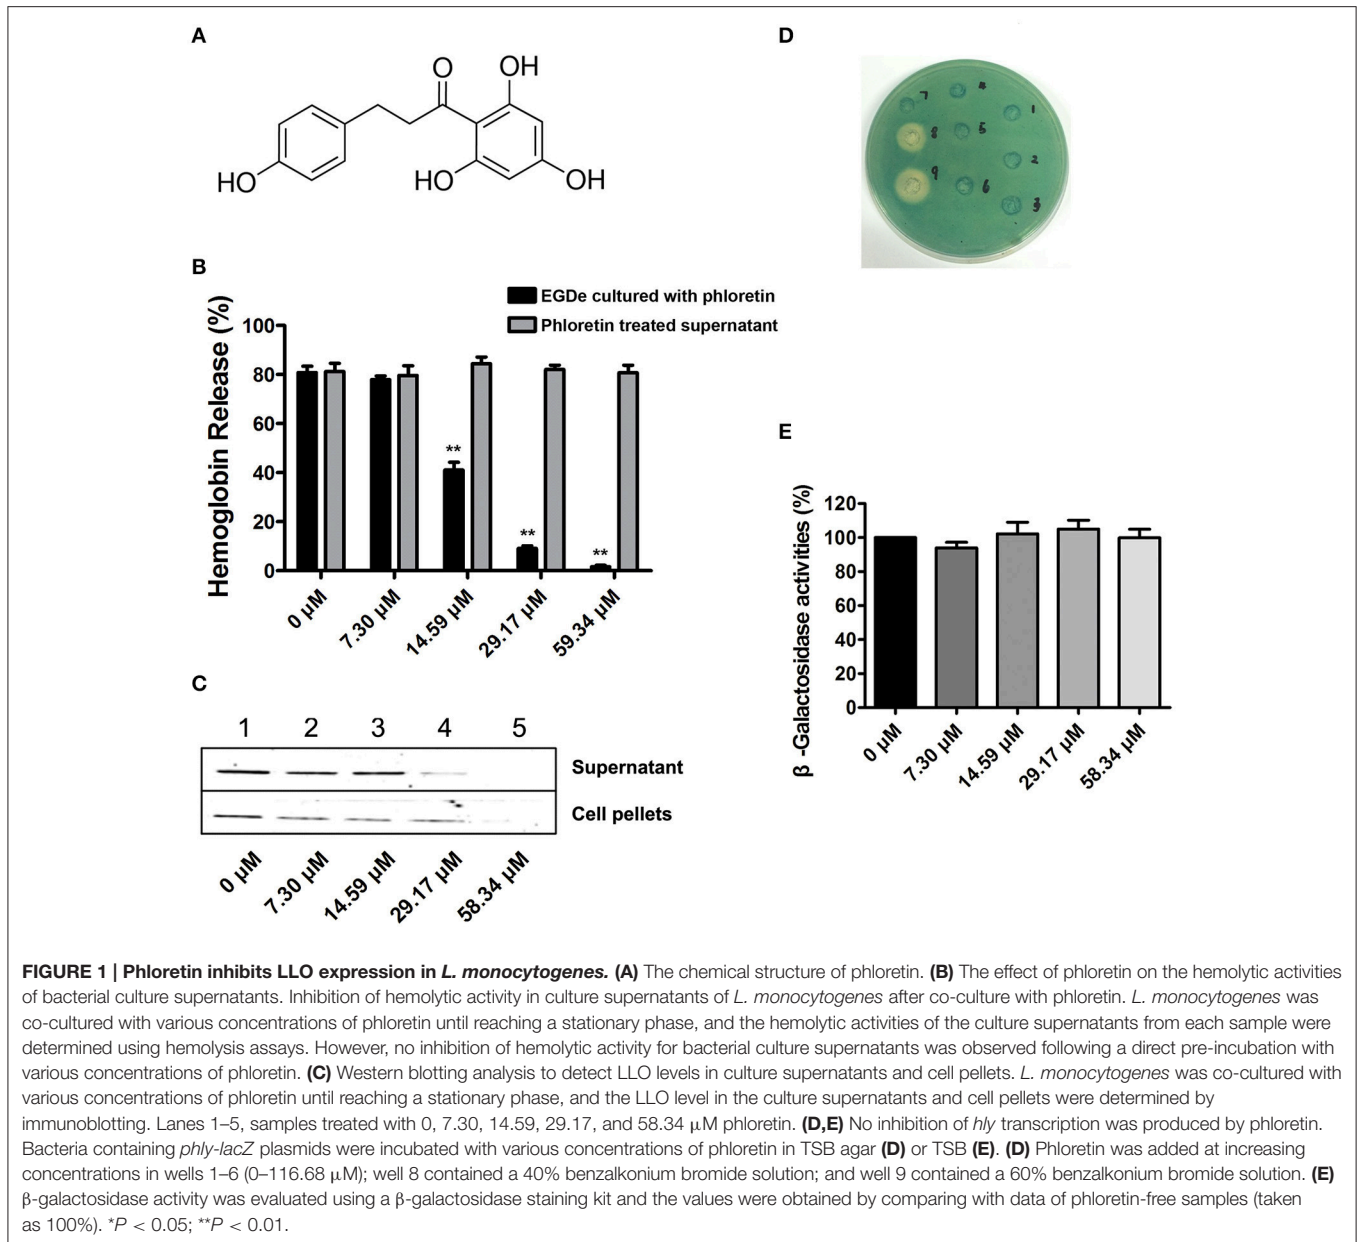 A
O
OH
HO
HO
OH
D
7
4
1
8
5
2
9
6
3
B
EGDe cultured with phloretin
Phloretin treated supernatant
Hemoglobin Release (%)
100
80
60
40
20
0
**
**
**
0 µM
7.30 µM
14.59 µM
29.17 µM
59.34 µM
E
β -Galactosidase activities (%)
120
100
80
60
40
20
0
0 µM
7.30 µM
14.59 µM
29.17 µM
58.34 µM
C
1 2 3 4 5
Supernatant
Cell pellets
0 µM
7.30 µM
14.59 µM
29.17 µM
58.34 µM
FIGURE 1 | Phloretin inhibits LLO expression in L. monocytogenes. (A) The chemical structure of phloretin. (B) The effect of phloretin on the hemolytic activities
of bacterial culture supernatants. Inhibition of hemolytic activity in culture supernatants of L. monocytogenes after co-culture with phloretin. L. monocytogenes was
co-cultured with various concentrations of phloretin until reaching a stationary phase, and the hemolytic activities of the culture supernatants from each sample were
determined using hemolysis assays. However, no inhibition of hemolytic activity for bacterial culture supernatants was observed following a direct pre-incubation with
various concentrations of phloretin. (C) Western blotting analysis to detect LLO levels in culture supernatants and cell pellets. L. monocytogenes was co-cultured with
various concentrations of phloretin until reaching a stationary phase, and the LLO level in the culture supernatants and cell pellets were determined by
immunoblotting. Lanes 1–5, samples treated with 0, 7.30, 14.59, 29.17, and 58.34 µM phloretin. (D,E) No inhibition of hly transcription was produced by phloretin.
Bacteria containing phly-lacZ plasmids were incubated with various concentrations of phloretin in TSB agar (D) or TSB (E). (D) Phloretin was added at increasing
concentrations in wells 1–6 (0–116.68 µM); well 8 contained a 40% benzalkonium bromide solution; and well 9 contained a 60% benzalkonium bromide solution. (E)
β-galactosidase activity was evaluated using a β-galactosidase staining kit and the values were obtained by comparing with data of phloretin-free samples (taken
as 100%). *P < 0.05; **P < 0.01.